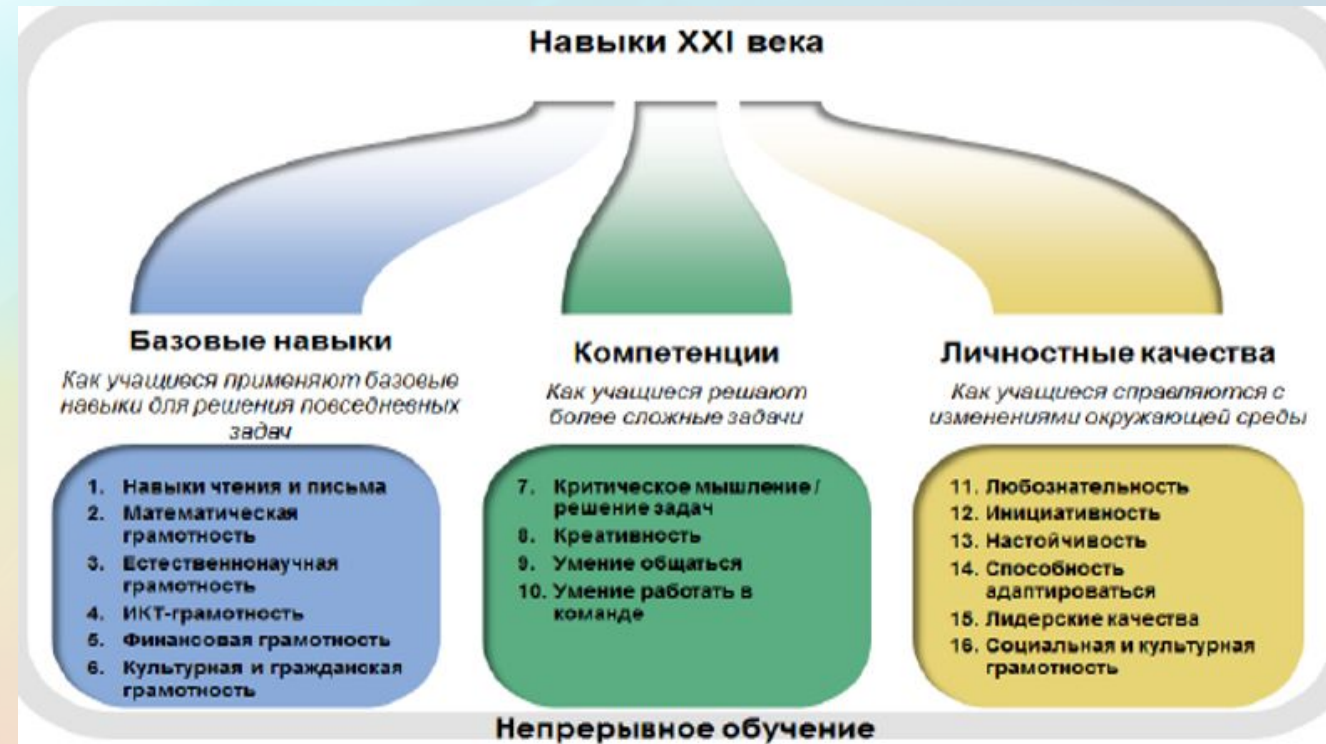 Навыки XXI века
Базовые навыки
Как учащиеся применяют базовые
навыки для решения повседневных
задач
1. Навыки чтения и письма
2. Математическая
грамотность
3. Естественнонаучная
грамотность
4. ИКТ-грамотность
5. Финансовая грамотность
6. Культурная и гражданская
грамотность
Компетенции
Как учащиеся решают
более сложные задачи
7. Критическое мышление /
решение задач
8. Креативность
9. Умение общаться
10. Умение работать в
команде
Личностные качества
Как учащиеся справляются с
изменениями окружающей среды
11. Любознательность
12. Инициативность
13. Настойчивость
14. Способность
адаптироваться
15. Лидерские качества
16. Социальная и культурная
грамотность
Непрерывное обучение